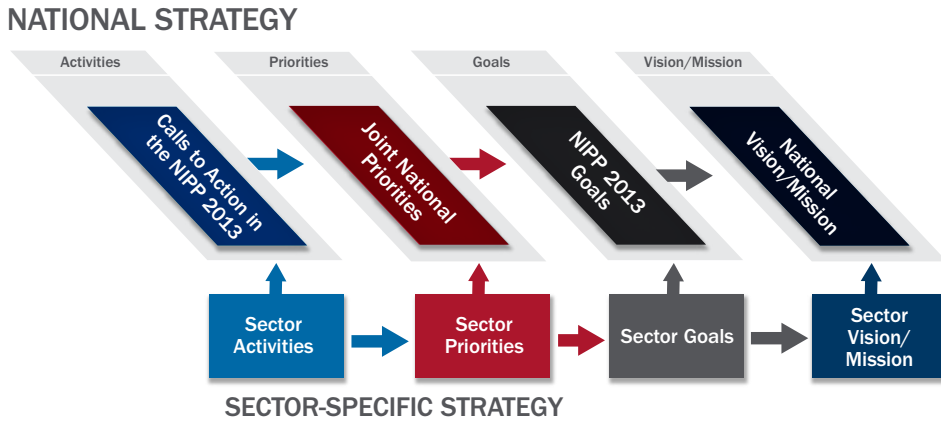 NATIONAL STRATEGY
Activities
Priorities
Goals
Vision/Mission
Calls to Action in
the NIPP 2013
Joint National
Priorities
NIPP 2013
Goals
National
Vision/Mission
Sector
Activities
Sector
Priorities
Sector Goals
Sector
Vision/
Mission
SECTOR-SPECIFIC STRATEGY